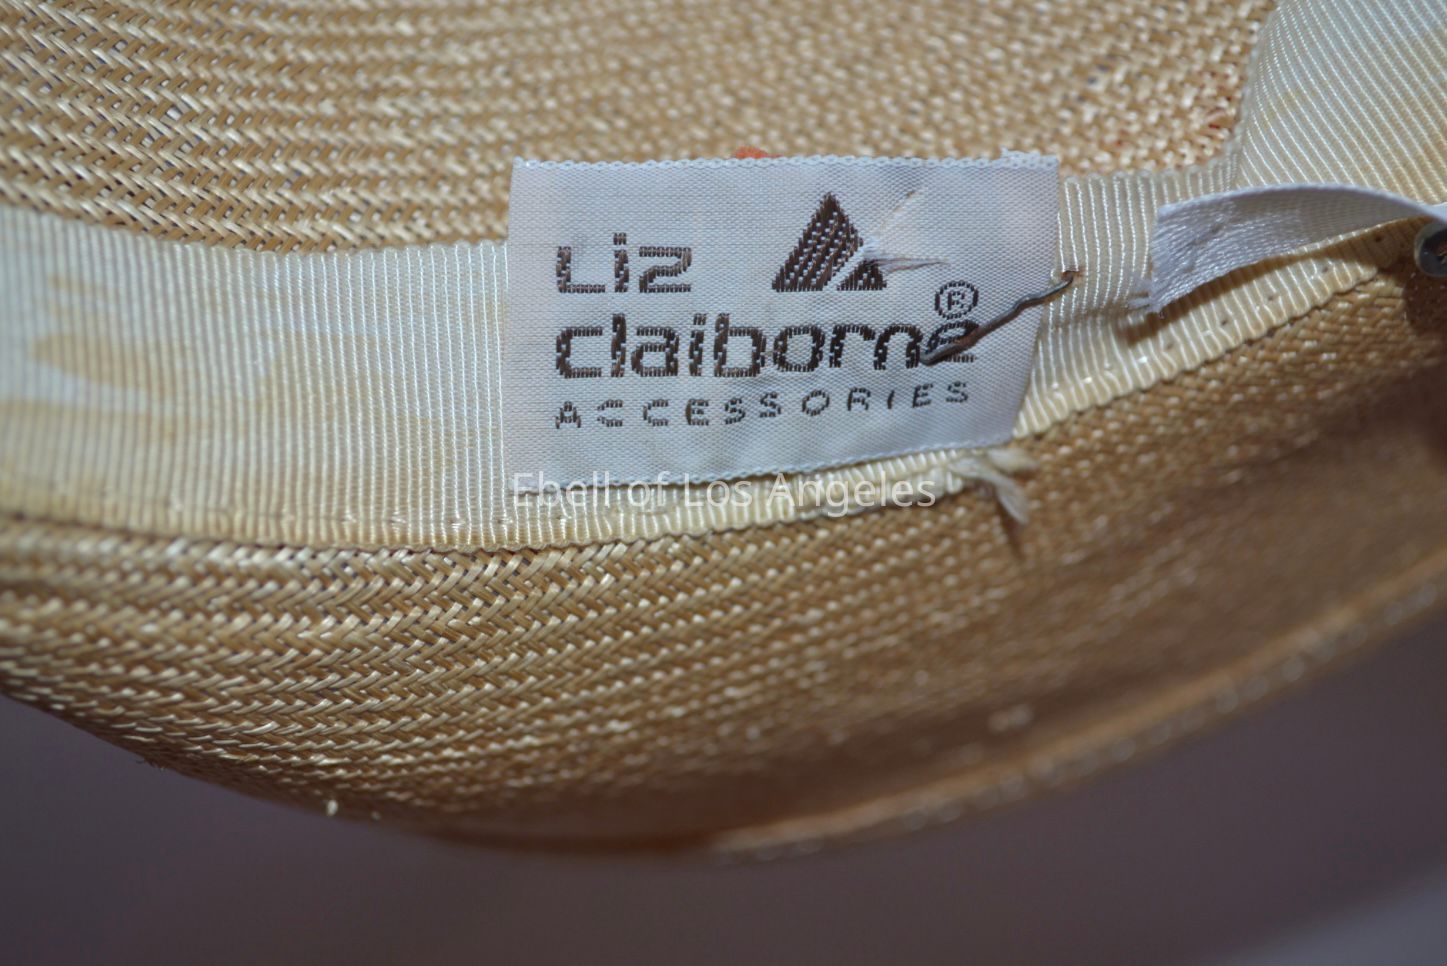 Liz
claiborne®
ACCESSORIES
Ebell of Los Angeles